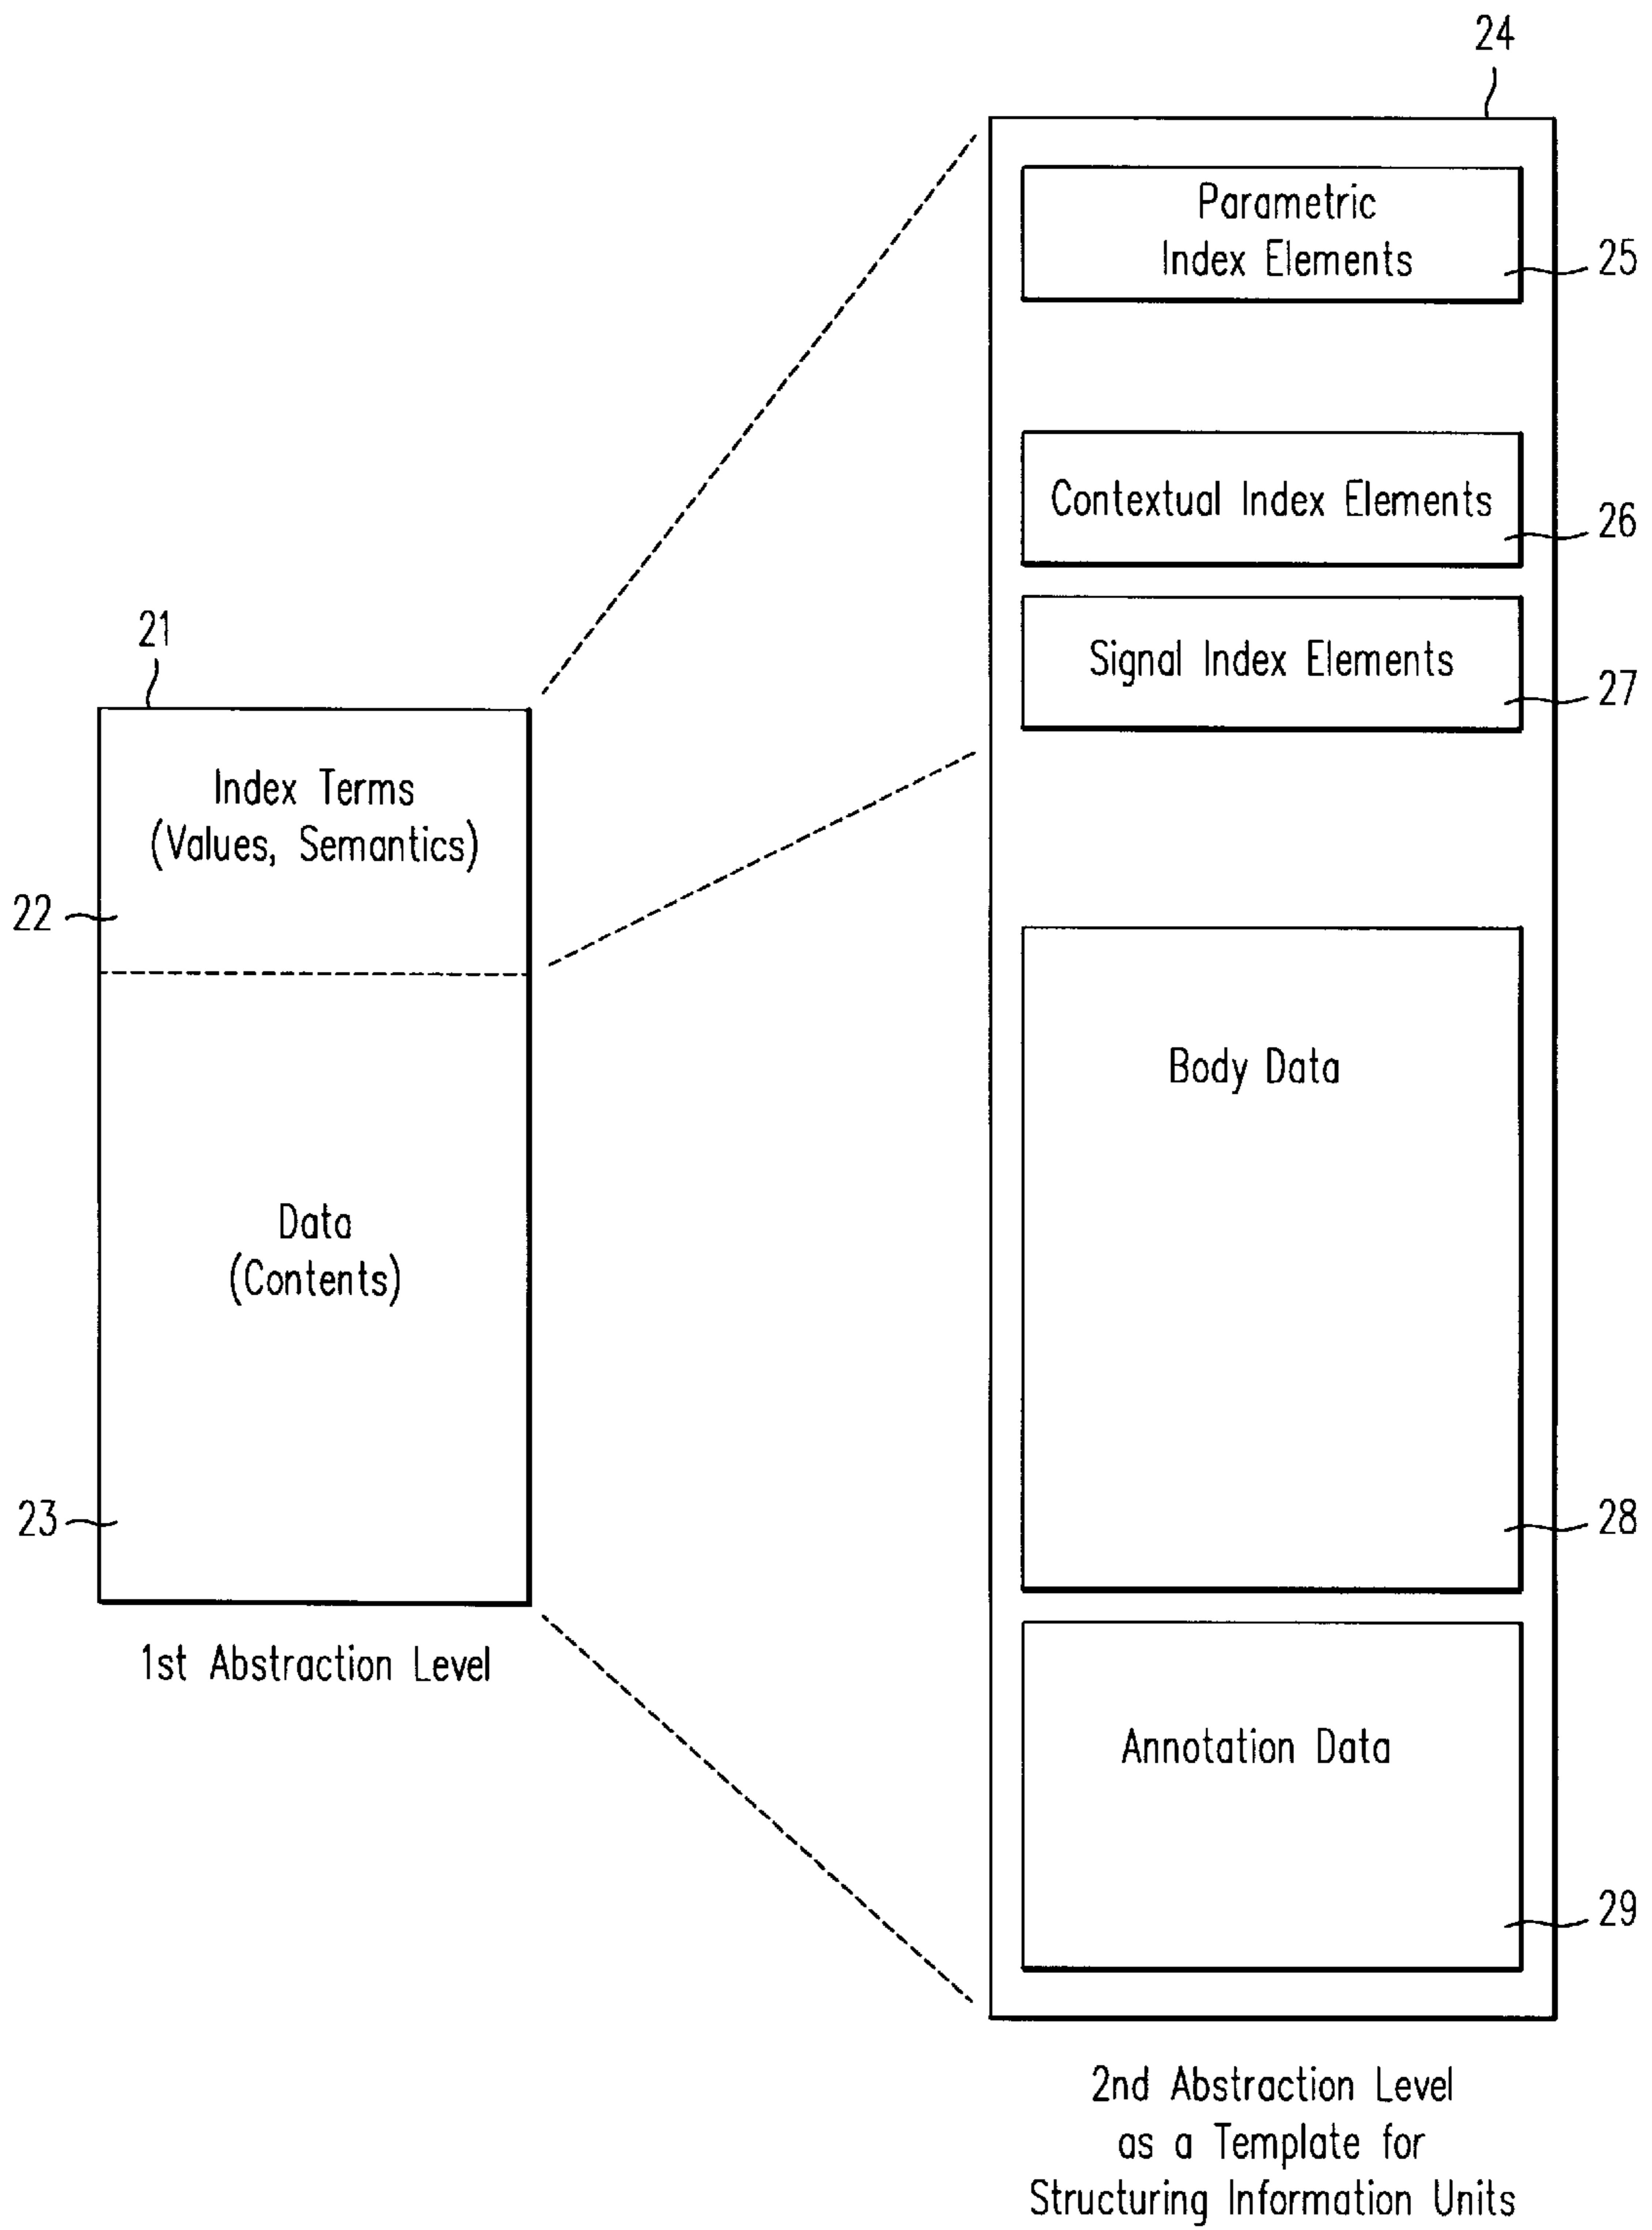 24
Parametric
Index Elements
25
Contextual Index Elements
26
Signal Index Elements
27
21
Index Terms
(Values, Semantics)
22
Body Data
Data
(Contents)
23
28
1st Abstraction Level
Annotation Data
29
2nd Abstraction Level
as a Template for
Structuring Information Units